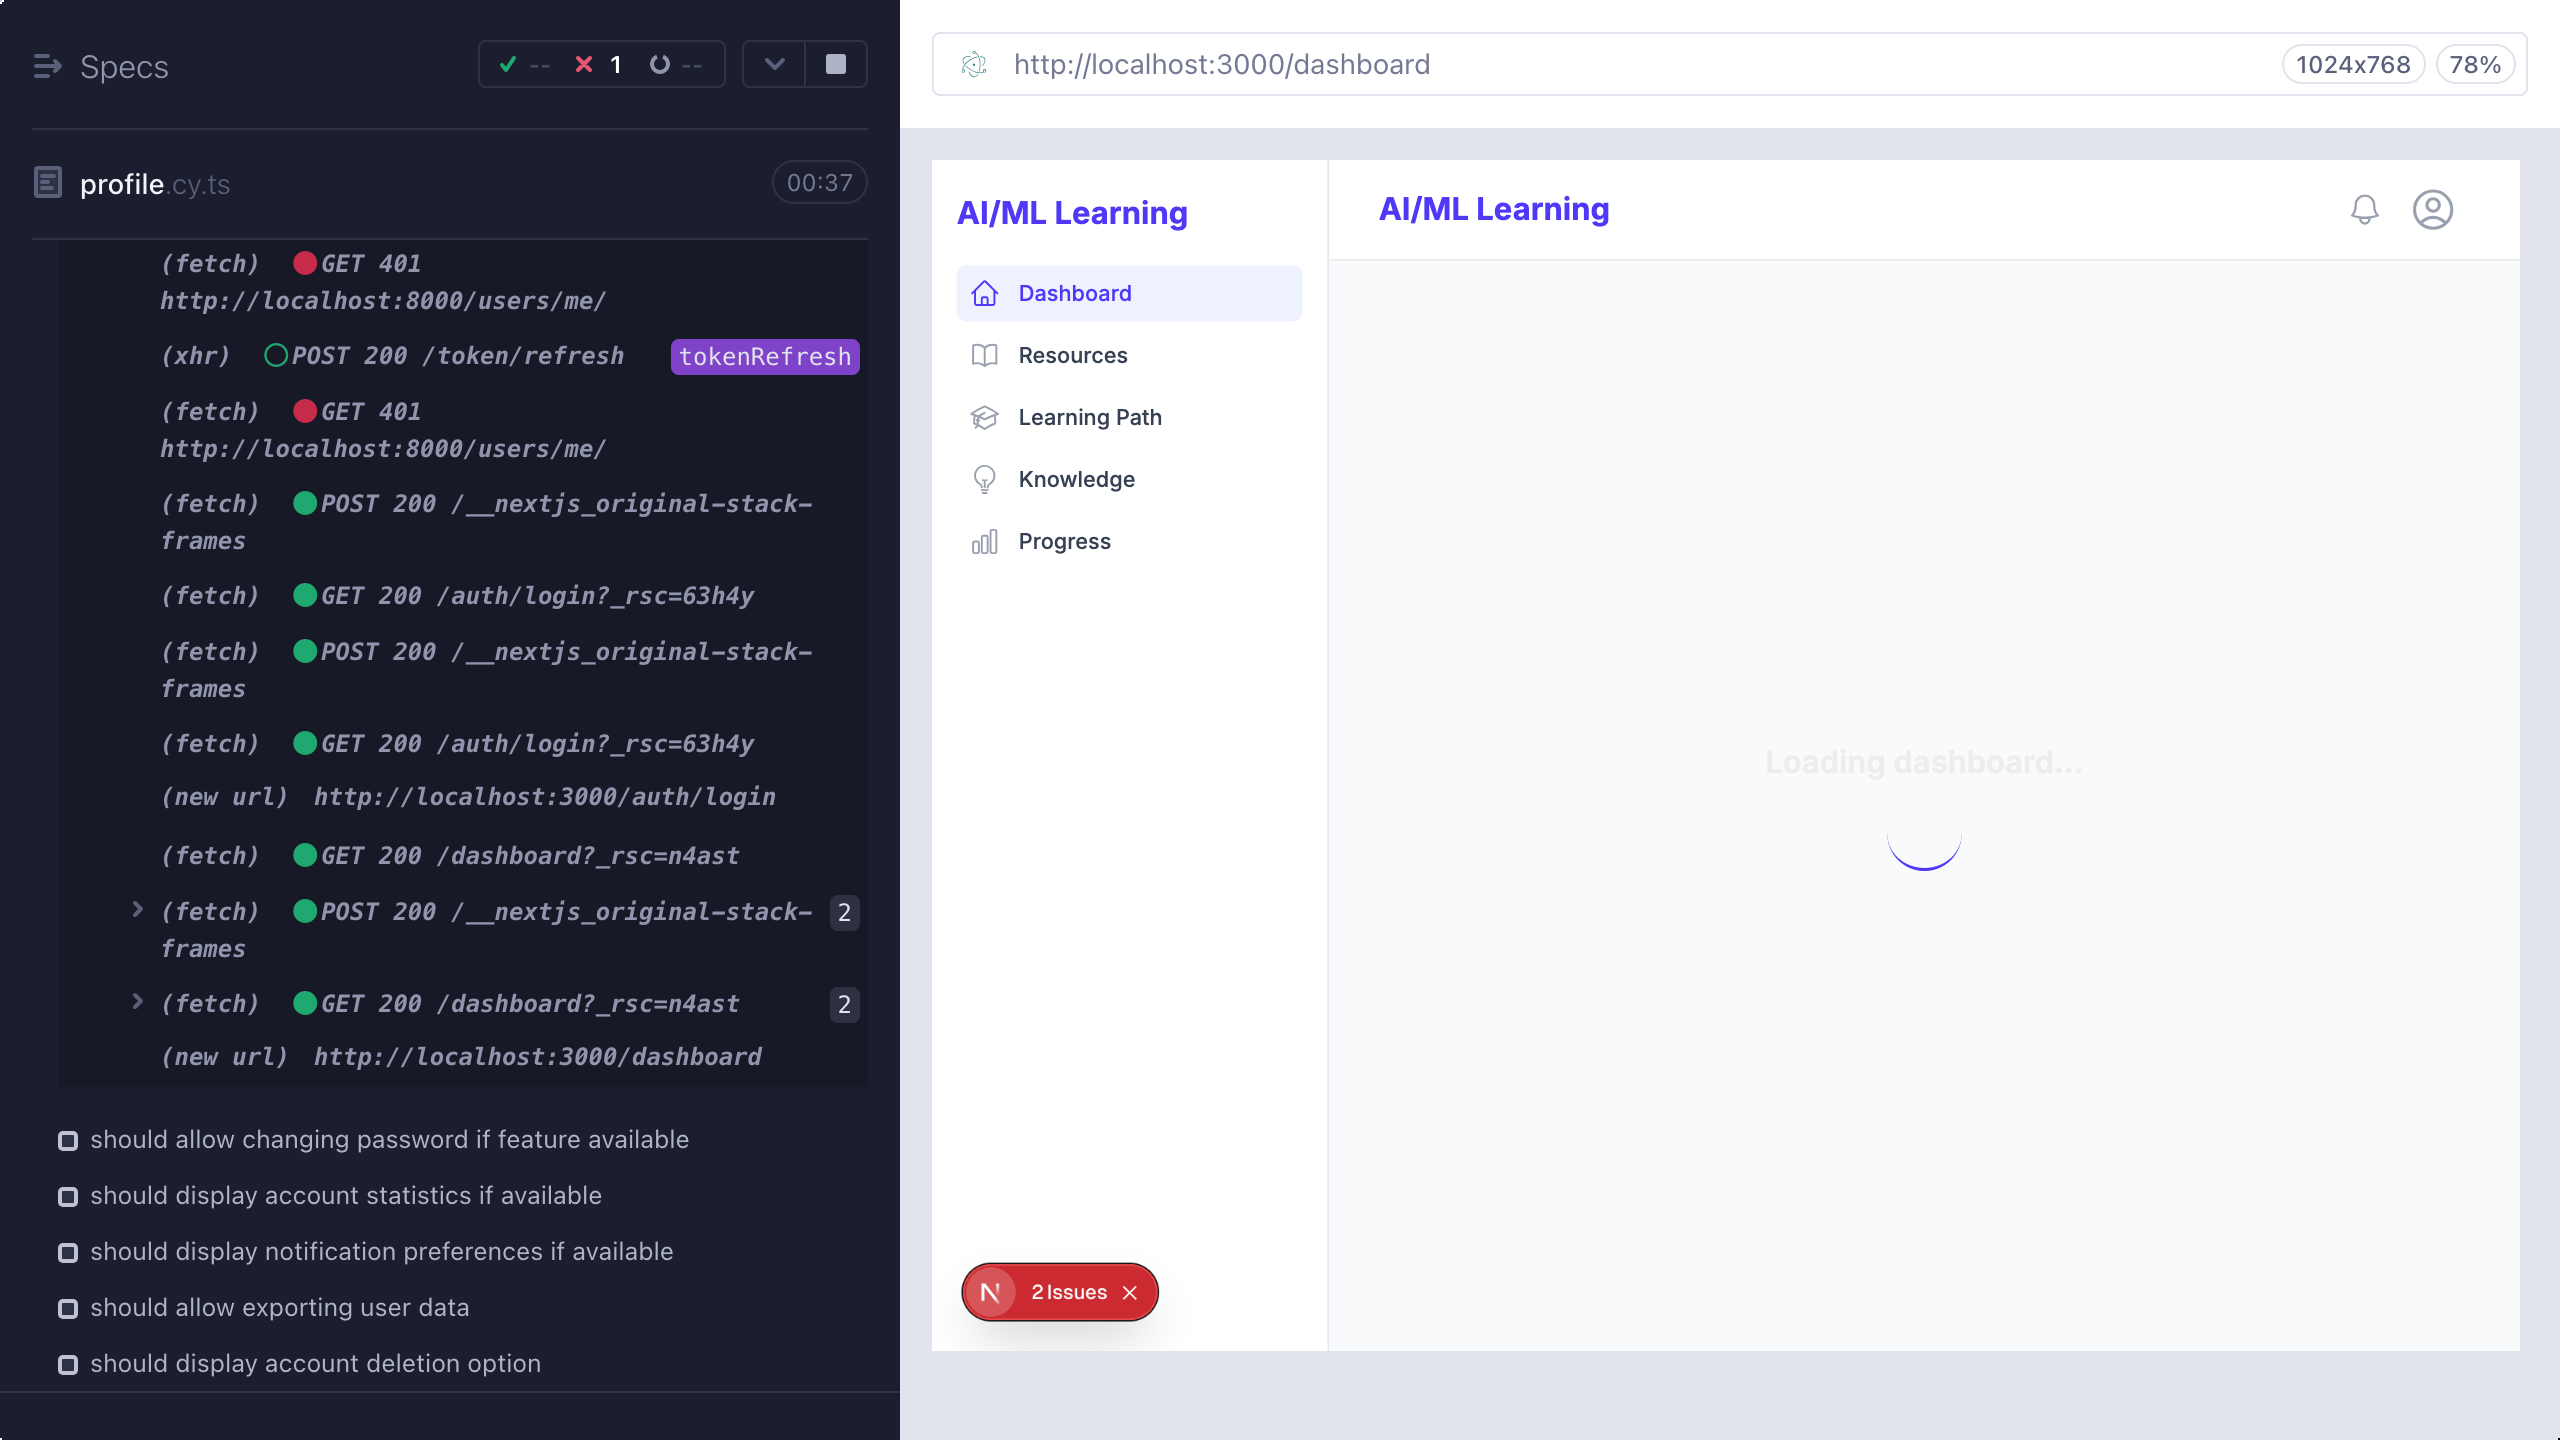 Specs
-- 1 --
profile.cy.ts
00:37
(fetch) GET 401
http://localhost:8000/users/me/
(xhr) POST 200 /token/refresh tokenRefresh
(fetch) GET 401
http://localhost:8000/users/me/
(fetch) POST 200 /__nextjs_original-stack-
frames
(fetch) GET 200 /auth/login?_rsc=63h4y
(fetch) POST 200 /__nextjs_original-stack-
frames
(fetch) GET 200 /auth/login?_rsc=63h4y
(new url) http://localhost:3000/auth/login
(fetch) GET 200 /dashboard?_rsc=n4ast
(fetch) POST 200 /__nextjs_original-stack- 2
frames
(fetch) GET 200 /dashboard?_rsc=n4ast 2
(new url) http://localhost:3000/dashboard
should allow changing password if feature available
should display account statistics if available
should display notification preferences if available
should allow exporting user data
should display account deletion option
http://localhost:3000/dashboard
1024x768
78%
AI/ML Learning
Dashboard
Resources
Learning Path
Knowledge
Progress
N 2 Issues
AI/ML Learning
Loading dashboard...